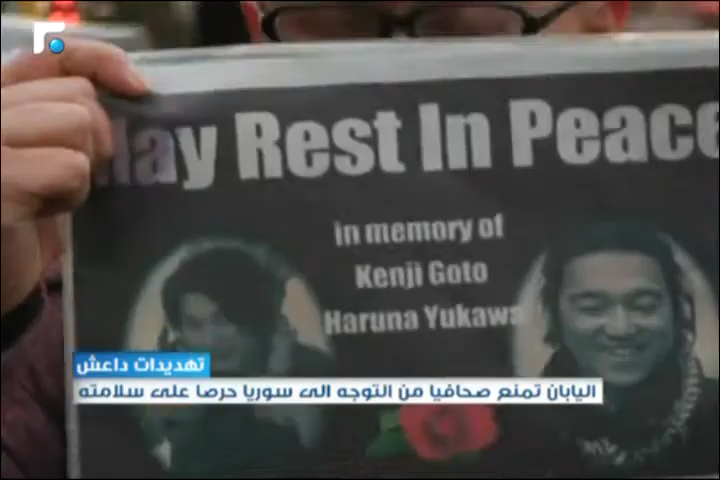 May Rest In Peace
in memory of
Kenji Goto
Haruna Yukawa
تهديدات داعش
اليابان تمنع صحافيا من التوجه الى سوريا حرصا على سلامته